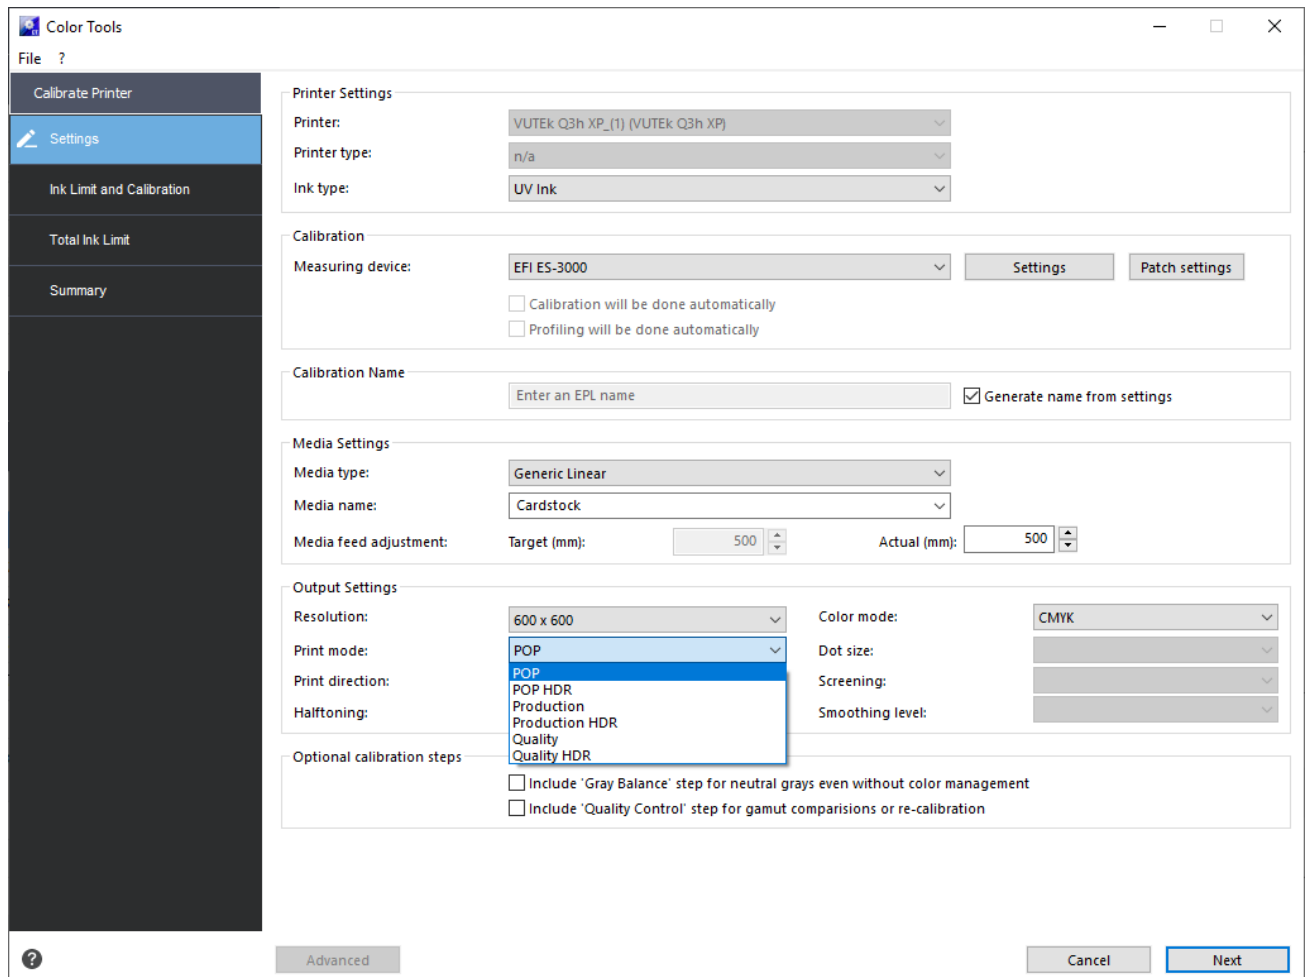 Color Tools
File ?
Calibrate Printer
Settings
Ink Limit and Calibration
Total Ink Limit
Summary
Printer Settings
Printer: VUTEk Q3h XP_(1) (VUTEk Q3h XP)
Printer type: n/a
Ink type: UV Ink
Calibration
Measuring device: EFI ES-3000 Settings Patch settings
Calibration will be done automatically
Profiling will be done automatically
Calibration Name
Enter an EPL name Generate name from settings
Media Settings
Media type: Generic Linear
Media name: Cardstock
Media feed adjustment: Target (mm): 500 Actual (mm): 500
Output Settings
Resolution: 600 x 600 Color mode: CMYK
Print mode: POP Dot size:
POP
Print direction: POP HDR Screening:
Production
Halftoning: Production HDR Smoothing level:
Quality
Quality HDR
Optional calibration steps
Include 'Gray Balance' step for neutral grays even without color management
Include 'Quality Control' step for gamut comparisions or re-calibration
? Advanced Cancel Next